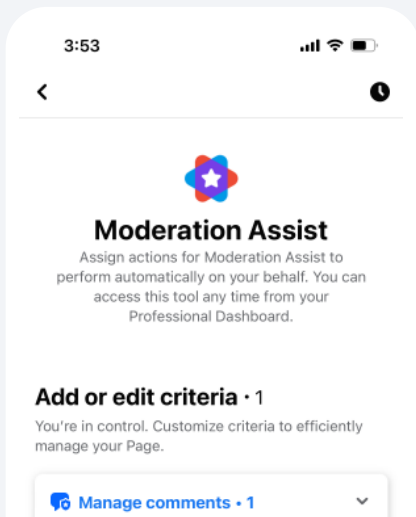 3:53
Moderation Assist
Assign actions for Moderation Assist to
perform automatically on your behalf. You can
access this tool any time from your
Professional Dashboard.
Add or edit criteria · 1
You're in control. Customize criteria to efficiently
manage your Page.
Manage comments • 1